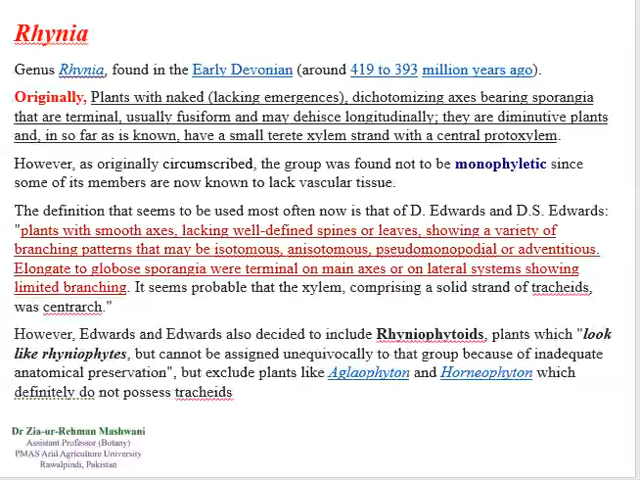 Rhynia
Genus Rhynia, found in the Early Devonian (around 419 to 393 million years ago).
Originally, Plants with naked (lacking emergences), dichotomizing axes bearing sporangia
that are terminal, usually fusiform and may dehisce longitudinally; they are diminutive plants
and, in so far as is known, have a small terete xylem strand with a central protoxylem.
However, as originally circumscribed, the group was found not to be monophyletic since
some of its members are now known to lack vascular tissue.
The definition that seems to be used most often now is that of D. Edwards and D.S. Edwards:
"plants with smooth axes, lacking well-defined spines or leaves, showing a variety of
branching patterns that may be isotomous, anisotomous, pseudomonopodial or adventitious.
Elongate to globose sporangia were terminal on main axes or on lateral systems showing
limited branching. It seems probable that the xylem, comprising a solid strand of tracheids,
was centrarch."
However, Edwards and Edwards also decided to include Rhyniophytoids, plants which "look
like rhyniophytes, but cannot be assigned unequivocally to that group because of inadequate
anatomical preservation", but exclude plants like Aglaophyton and Horneophyton which
definitely do not possess tracheids
Dr Zia-ur-Rehman Mashwani
Assistant Professor (Botany)
PMAS Arid Agriculture University
Rawalpindi, Pakistan